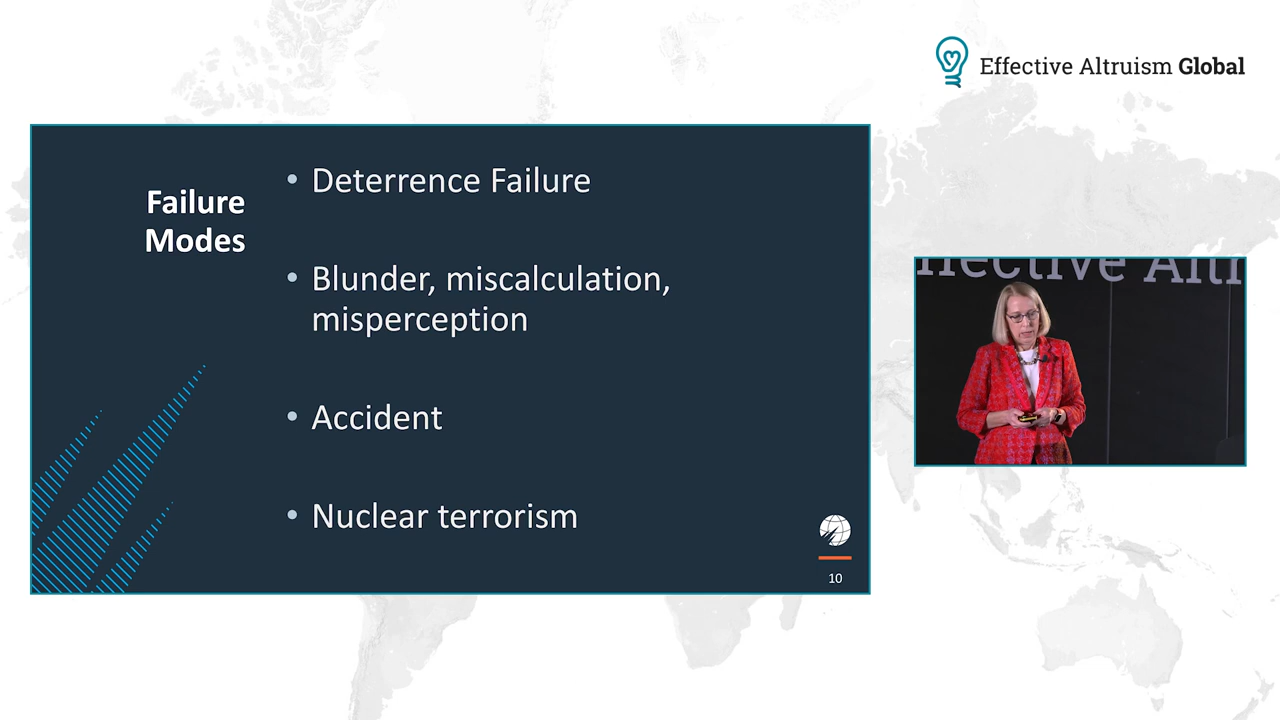 Effective Altruism Global
Failure
Modes
• Deterrence Failure
• Blunder, miscalculation,
misperception
• Accident
• Nuclear terrorism
10